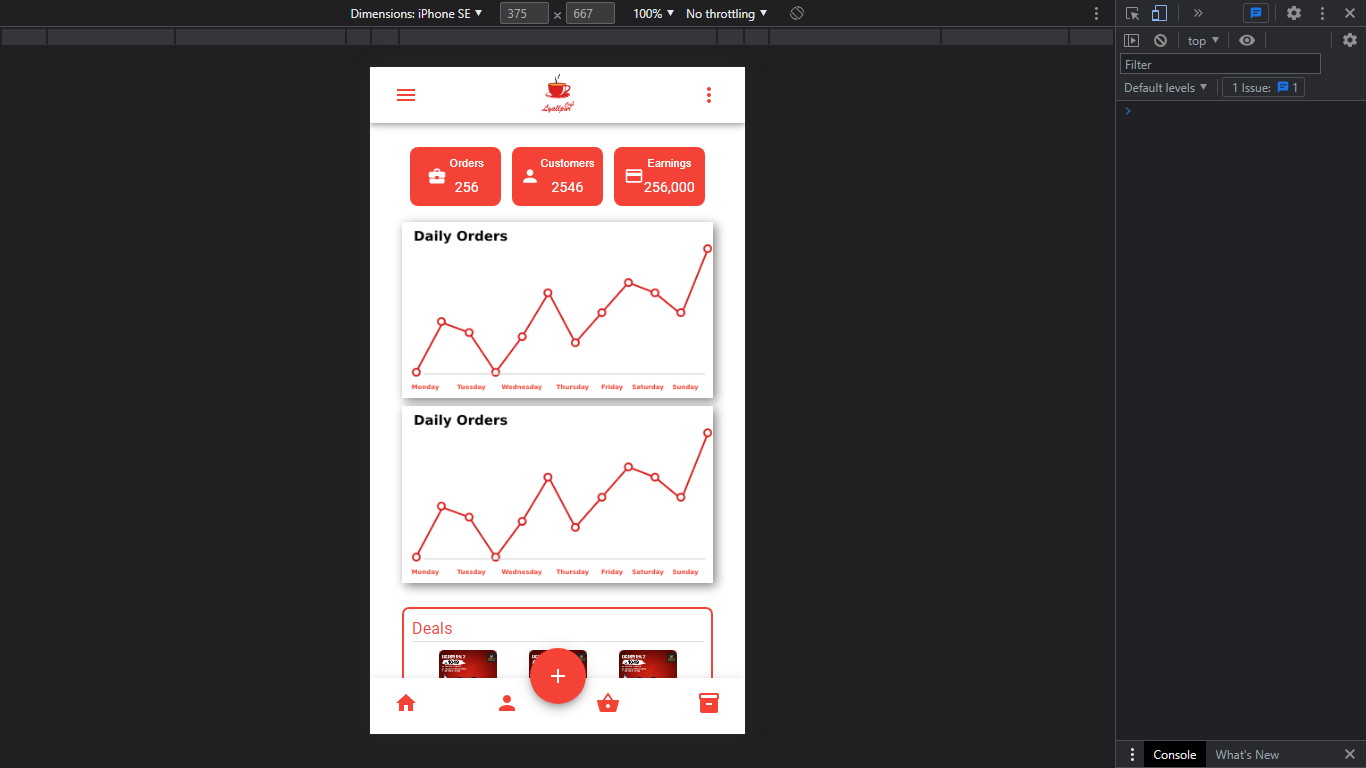 Dimensions: iPhone SE
375 × 667
100%
No throttling
top
Filter
Default levels
1 Issue:
1
Cafe
Lyallpur
Orders
256
Customers
2546
Earnings
256,000
Daily Orders
Monday Tuesday Wednesday Thursday Friday Saturday Sunday
Daily Orders
Monday Tuesday Wednesday Thursday Friday Saturday Sunday
Deals
Console
What's New